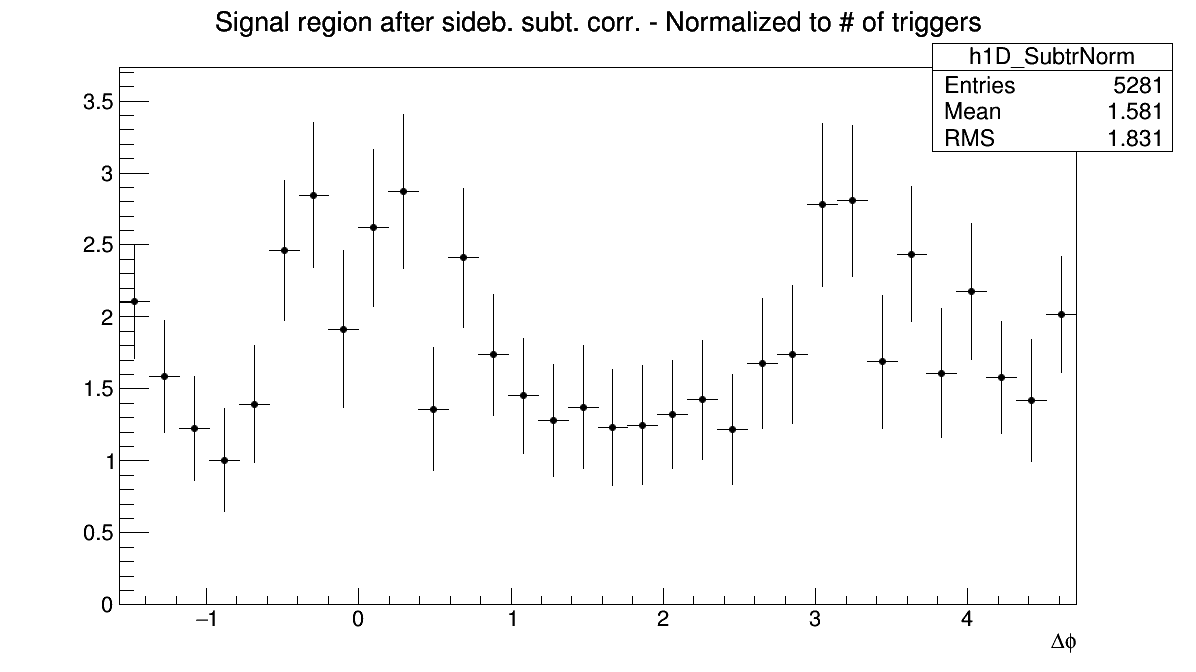 Signal region after sideb. subt. corr. - Normalized to # of triggers
h1D_SubtrNorm
Entries 5281
Mean 1.581
RMS 1.831
3.5
3
2.5
2
1.5
1
0.5
0
−1 0 1 2 3 4
Δϕ